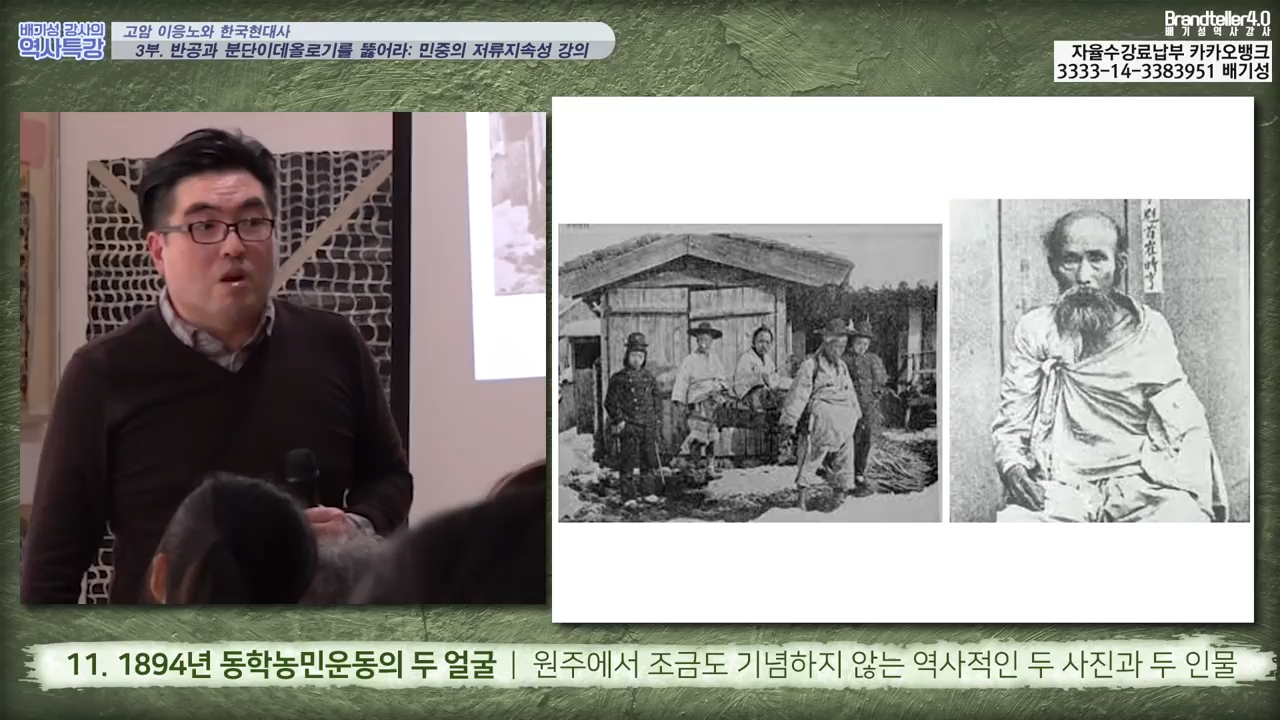 배기성 강사의
역사특강
고암 이응노와 한국현대사
3부. 반공과 분단이데올로기를 뚫어라: 민중의 저류지속성 강의
Brandteller4.0
배기성역사강사
자율수강료납부 카카오뱅크
3333-14-3383951 배기성
11. 1894년 동학농민운동의 두 얼굴 | 원주에서 조금도 기념하지 않는 역사적인 두 사진과 두 인물